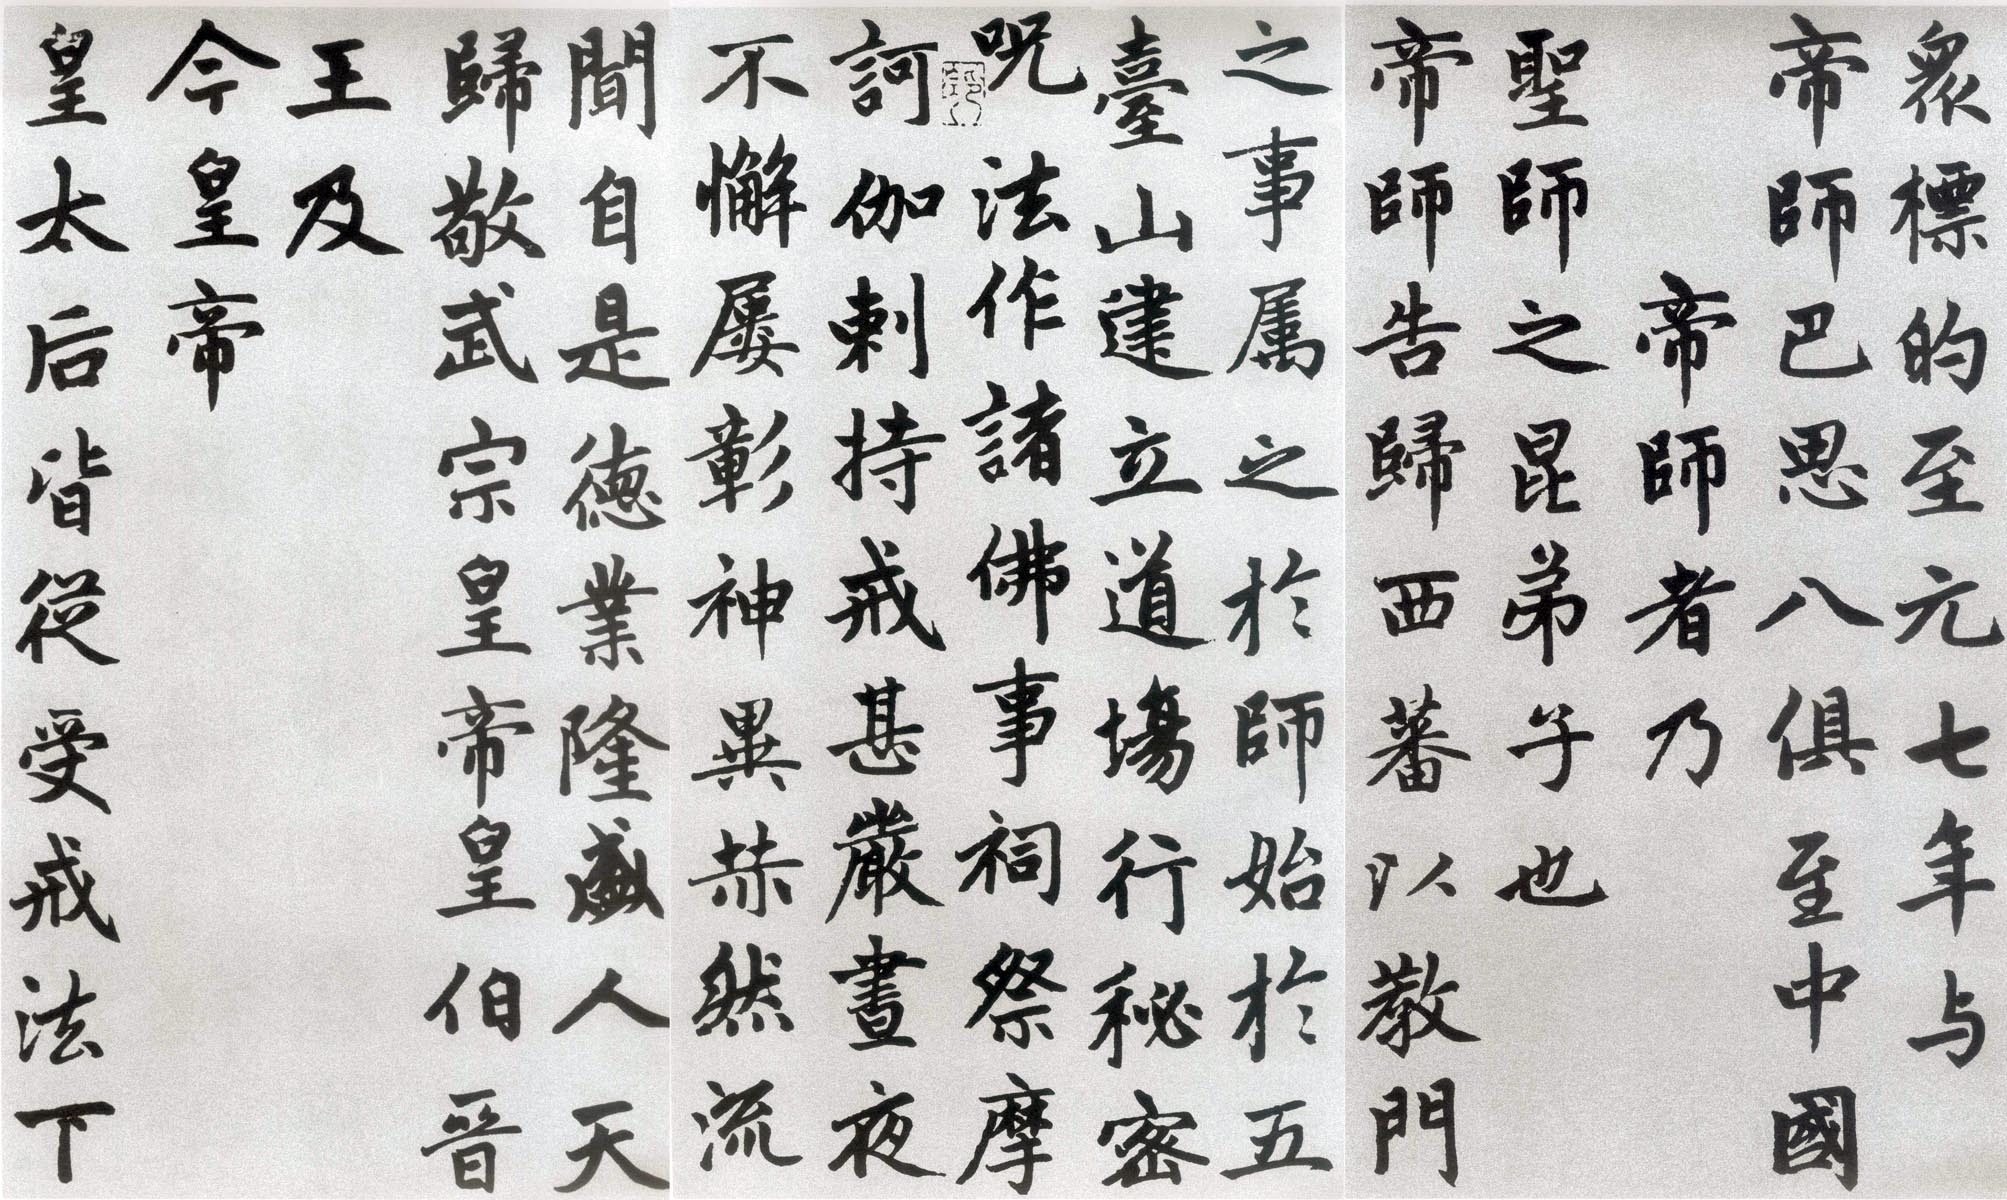 衆標的至元七年与
帝師巴思八俱至中國
帝師者乃
聖師之昆弟子也
帝師告歸西蕃以教門
之事属之於師始於五
臺山建立道場行秘密
呪法作諸佛事祠祭摩
訶伽剌持戒甚嚴晝夜
不懈屢彰神異赫然流
聞自是德業隆盛人天
歸敬武宗皇帝皇伯晉
王及
今皇帝
皇太后皆從受戒法下